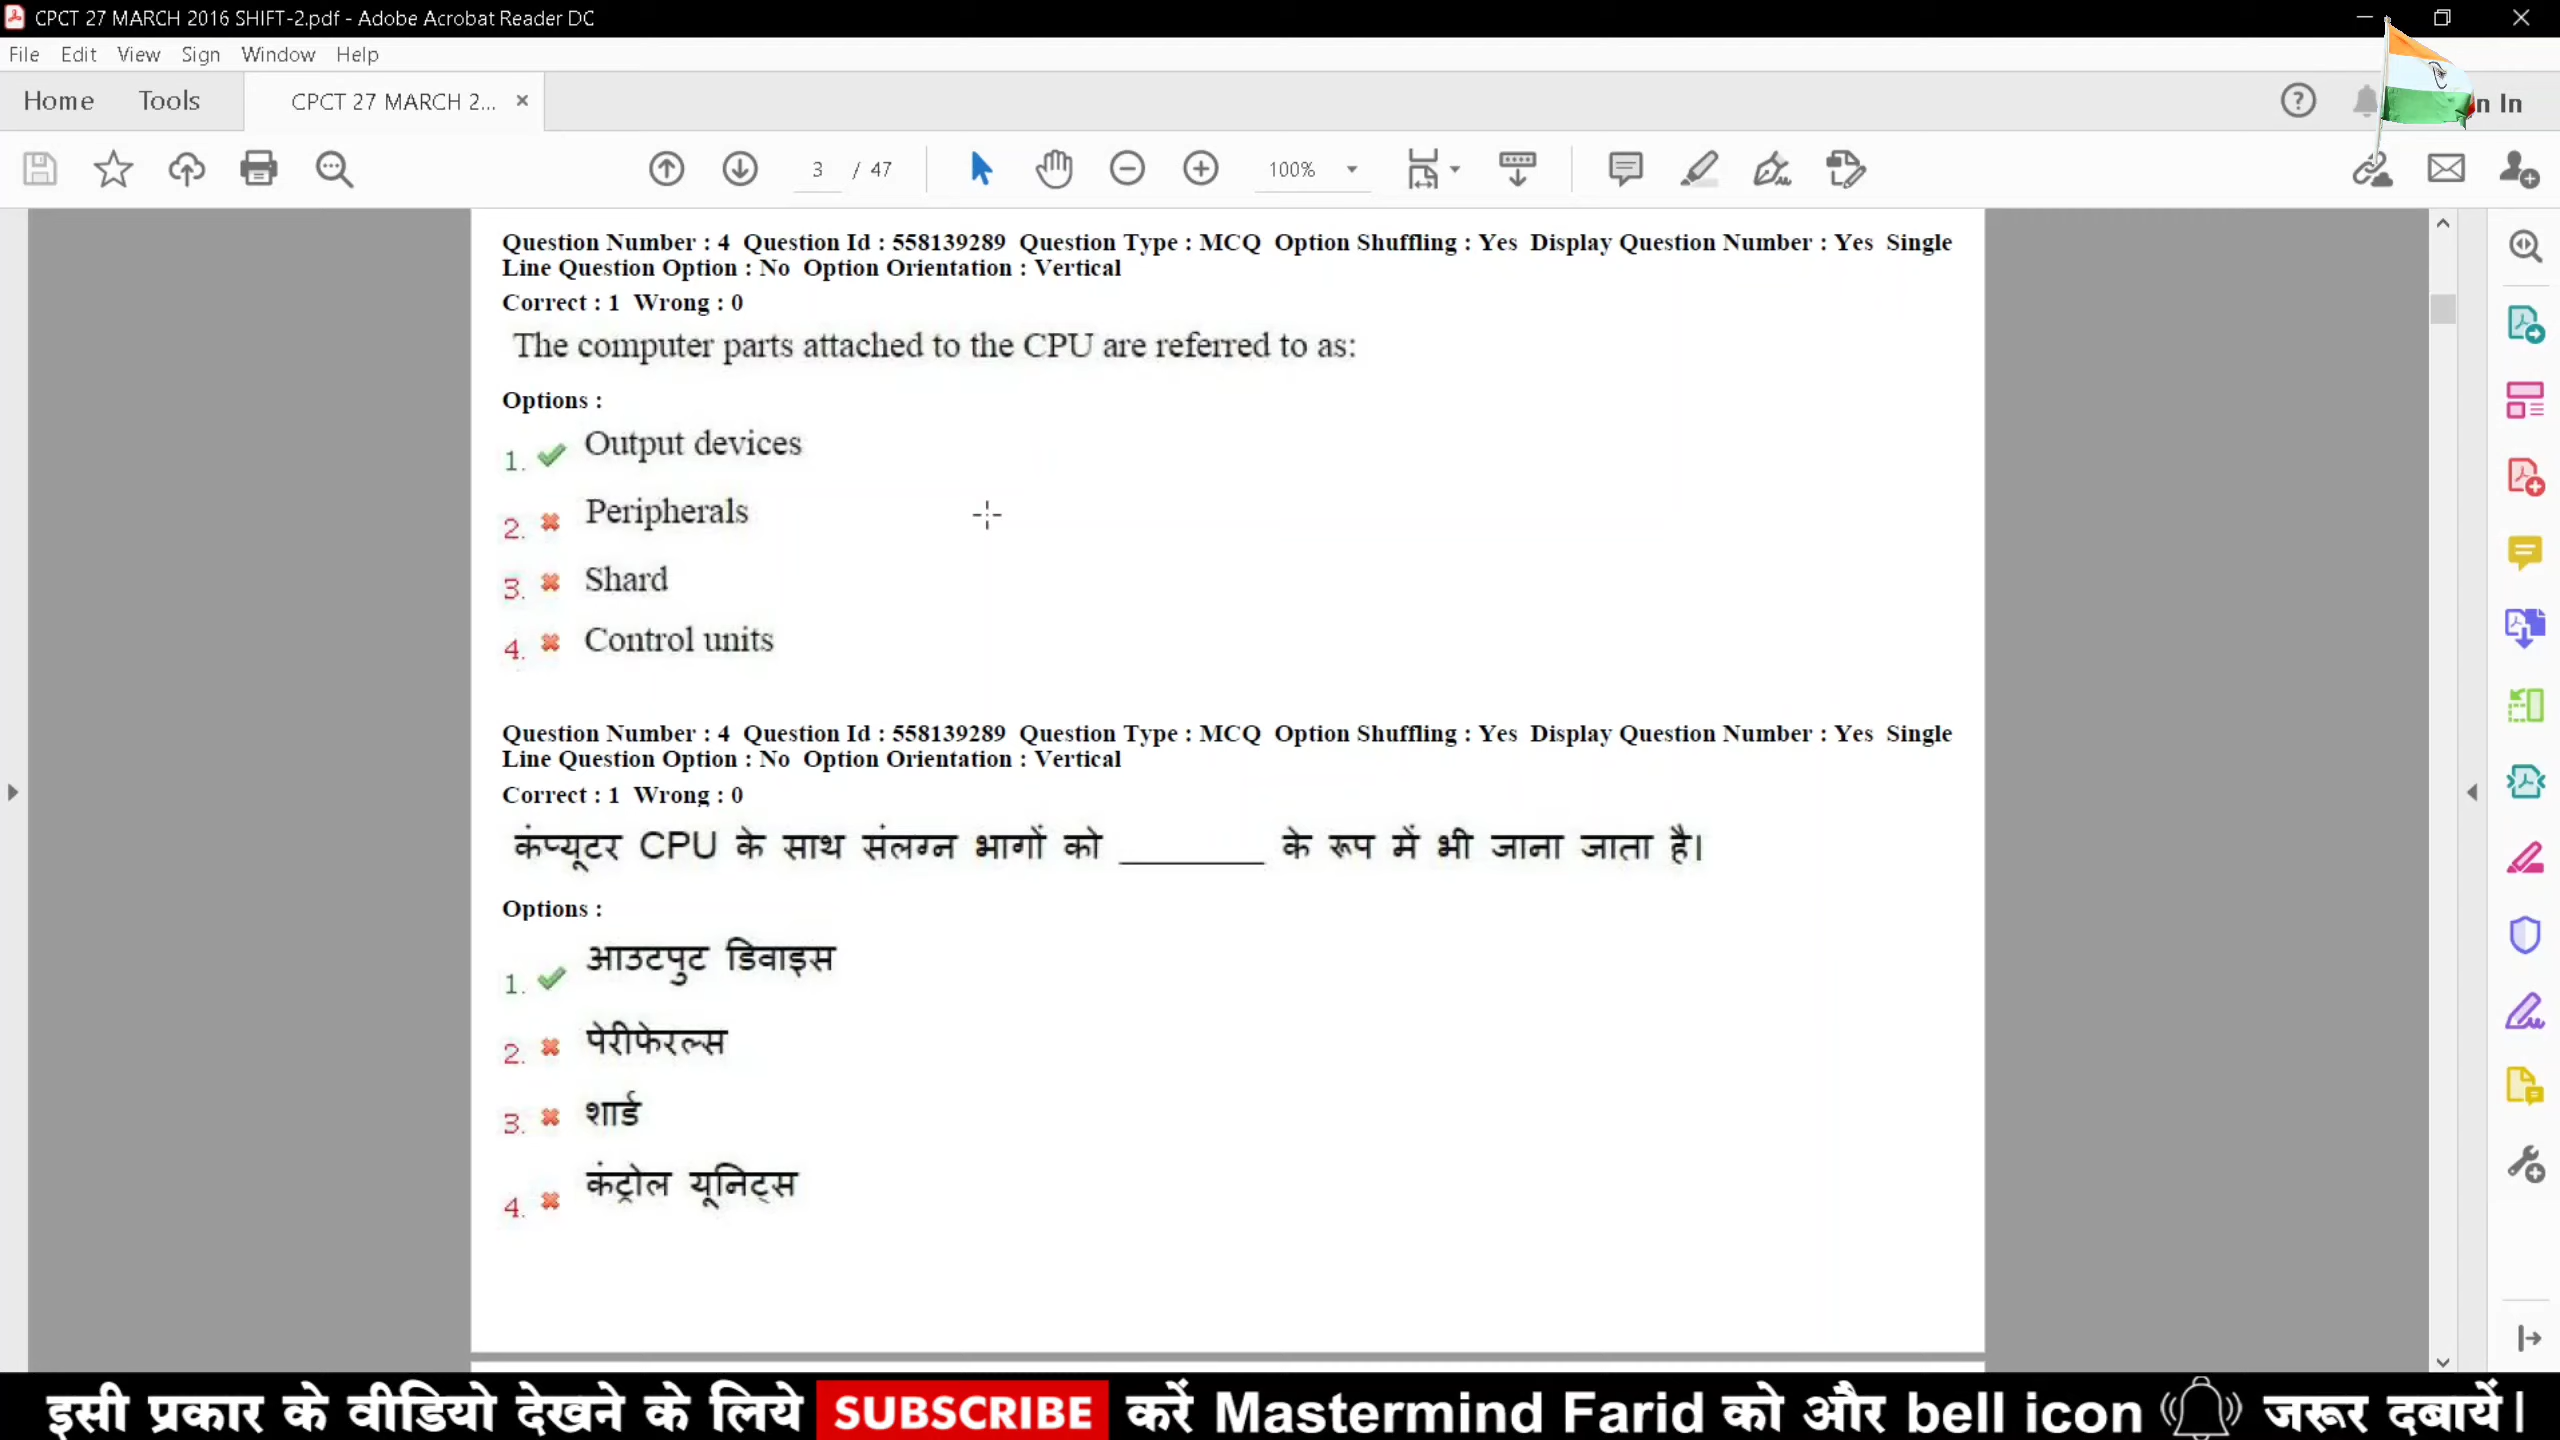 CPCT 27 MARCH 2016 SHIFT-2.pdf - Adobe Acrobat Reader DC
File Edit View Sign Window Help
Home Tools CPCT 27 MARCH 2... × n In
3 / 47 100%
Question Number : 4 Question Id : 558139289 Question Type : MCQ Option Shuffling : Yes Display Question Number : Yes Single
Line Question Option : No Option Orientation : Vertical
Correct : 1 Wrong : 0
The computer parts attached to the CPU are referred to as:
Options :
1. Output devices
2. Peripherals
3. Shard
4. Control units
Question Number : 4 Question Id : 558139289 Question Type : MCQ Option Shuffling : Yes Display Question Number : Yes Single
Line Question Option : No Option Orientation : Vertical
Correct : 1 Wrong : 0
कंप्यूटर CPU के साथ संलग्न भागों को ________ के रूप में भी जाना जाता है।
Options :
1. आउटपुट डिवाइस
2. पेरीफेरल्स
3. शार्ड
4. कंट्रोल यूनिट्स
इसी प्रकार के वीडियो देखने के लिये SUBSCRIBE करें Mastermind Farid को और bell icon जरूर दबायें।